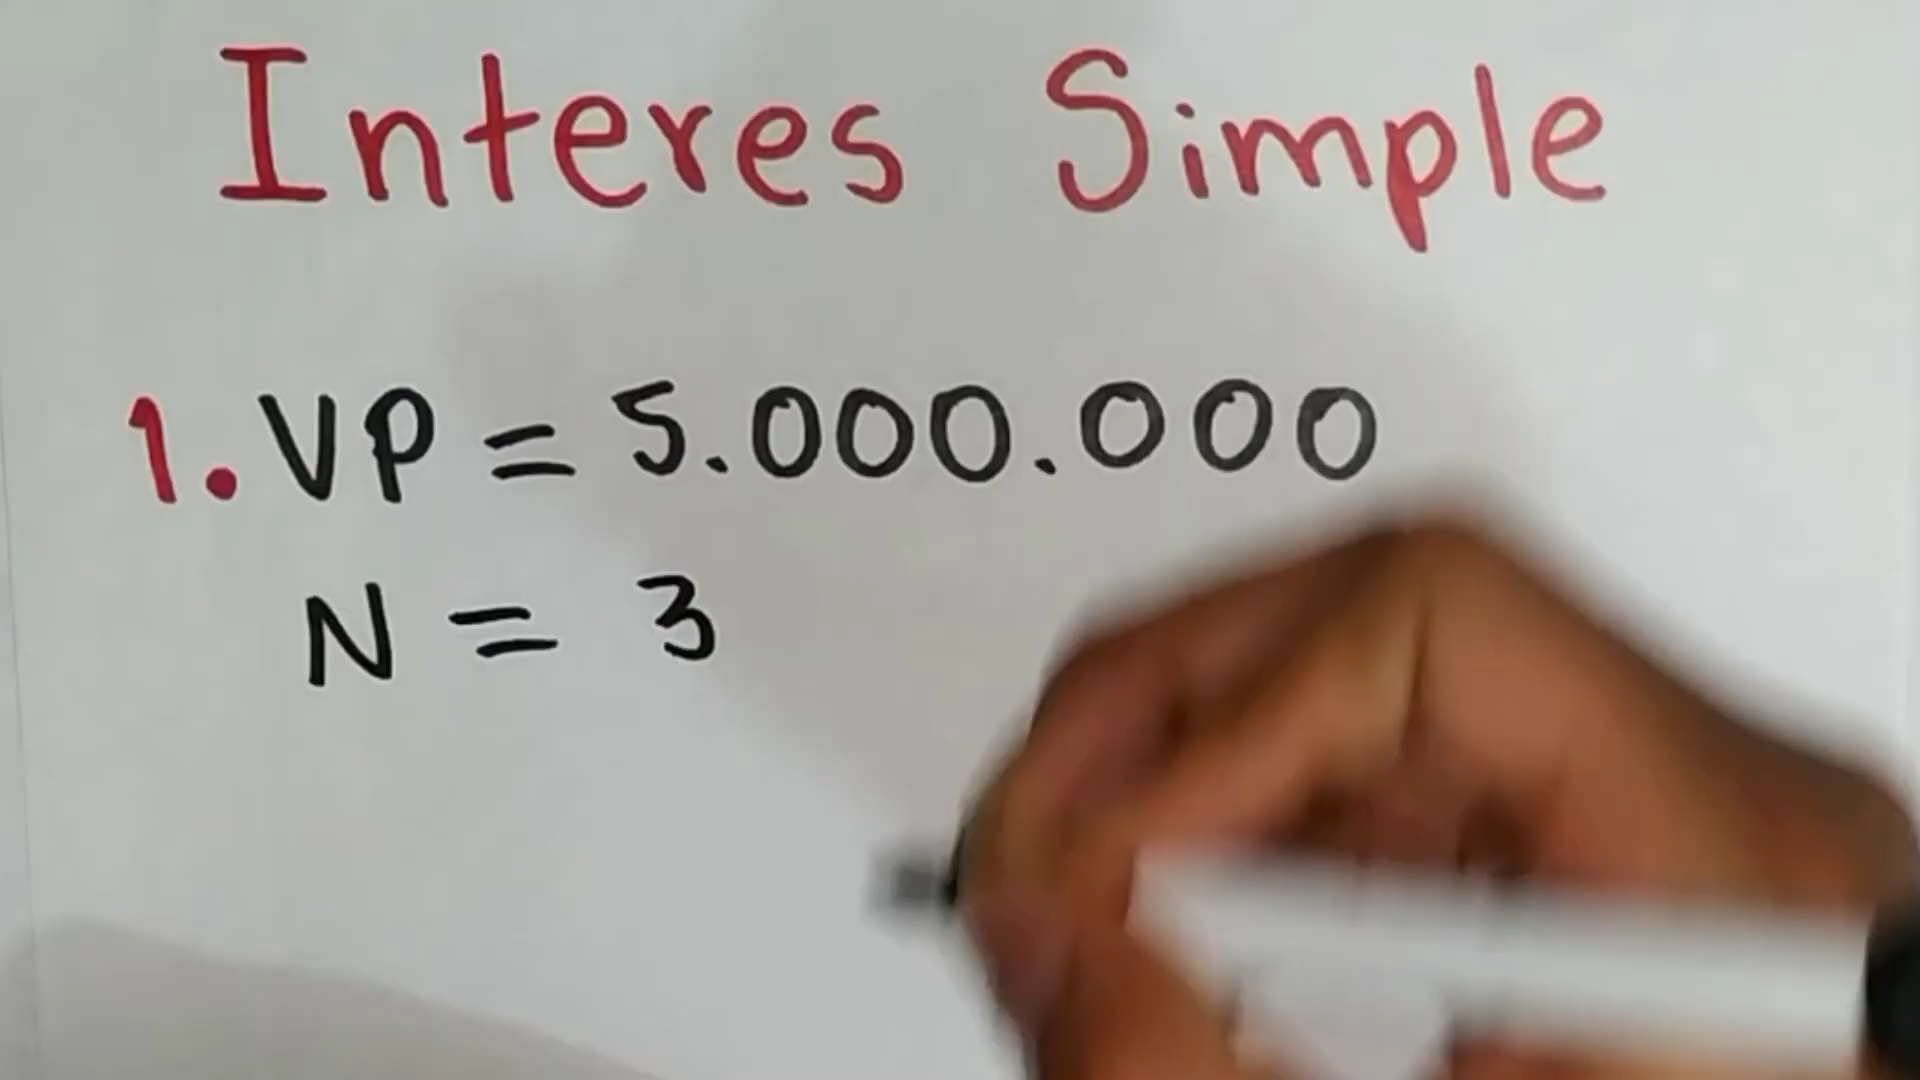 Interes Simple
1. VP = 5.000.000
N = 3